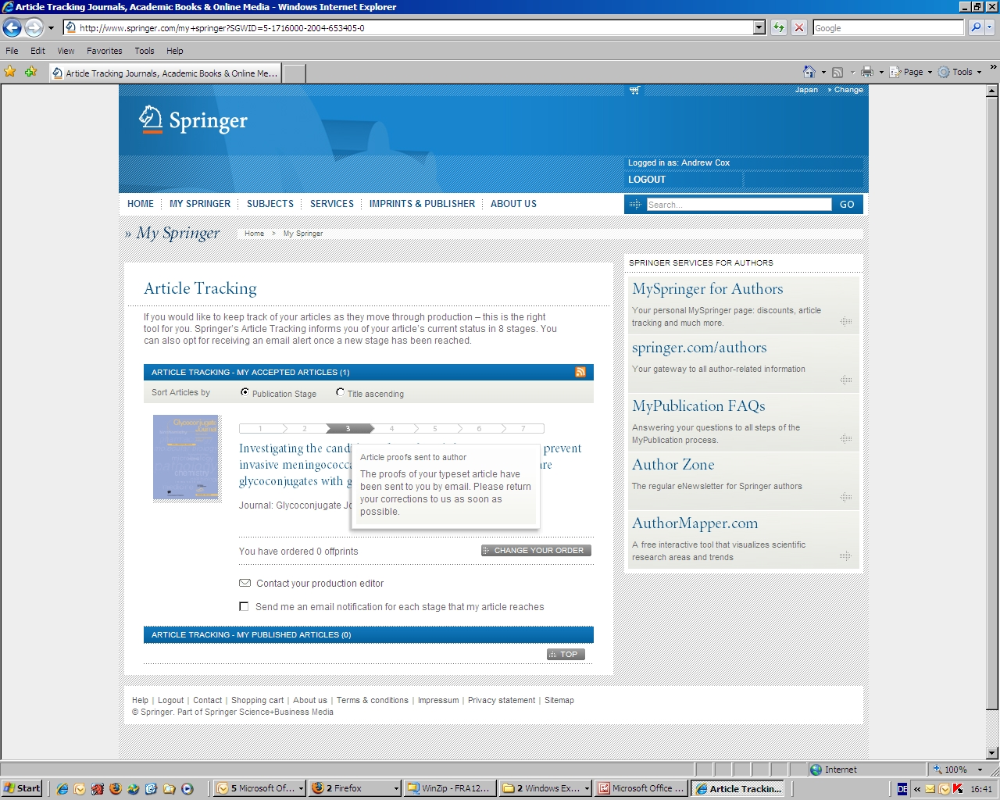 Article Tracking Journals, Academic Books & Online Media - Windows Internet Explorer
http://www.springer.com/my+springer?SGWID=5-1716000-2004-653405-0
Google
File Edit View Favorites Tools Help
Article Tracking Journals, Academic Books & Online Me...
Page Tools
Japan » Change
Springer
Logged in as: Andrew Cox
LOGOUT
HOME MY SPRINGER SUBJECTS SERVICES IMPRINTS & PUBLISHER ABOUT US
Search... GO
» My Springer Home > My Springer
Article Tracking
If you would like to keep track of your articles as they move through production – this is the right
tool for you. Springer's Article Tracking informs you of your article's current status in 8 stages. You
can also opt for receiving an email alert once a new stage has been reached.
ARTICLE TRACKING - MY ACCEPTED ARTICLES (1)
Sort Articles by Publication Stage Title ascending
Glycoconjugate
Journal
1 2 3 4 5 6 7
Investigating the cand prevent
invasive meningococca re
glycoconjugates with g
Journal: Glycoconjugate Jo
Article proofs sent to author
The proofs of your typeset article have
been sent to you by email. Please return
your corrections to us as soon as
possible.
You have ordered 0 offprints CHANGE YOUR ORDER
Contact your production editor
Send me an email notification for each stage that my article reaches
ARTICLE TRACKING - MY PUBLISHED ARTICLES (0)
TOP
SPRINGER SERVICES FOR AUTHORS
MySpringer for Authors
Your personal MySpringer page: discounts, article
tracking and much more.
springer.com/authors
Your gateway to all author-related information
MyPublication FAQs
Answering your questions to all steps of the
MyPublication process.
Author Zone
The regular eNewsletter for Springer authors
AuthorMapper.com
A free interactive tool that visualizes scientific
research areas and trends
Help | Logout | Contact | Shopping cart | About us | Terms & conditions | Impressum | Privacy statement | Sitemap
© Springer. Part of Springer Science+Business Media
Internet 100%
Start 5 Microsoft Of... 2 Firefox WinZip - FRA12... 2 Windows Ex... Microsoft Office ... Article Trackin... DE « 16:41